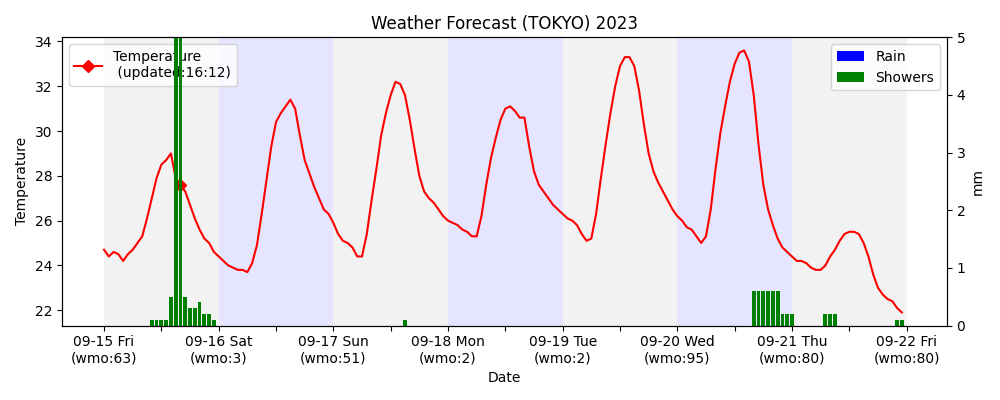 Weather Forecast (TOKYO) 2023
Temperature
(updated:16:12)
Rain
Showers
34
32
30
28
26
24
22
Temperature
5
4
3
2
1
0
mm
09-15 Fri
(wmo:63)
09-16 Sat
(wmo:3)
09-17 Sun
(wmo:51)
09-18 Mon
(wmo:2)
09-19 Tue
(wmo:2)
09-20 Wed
(wmo:95)
09-21 Thu
(wmo:80)
09-22 Fri
(wmo:80)
Date